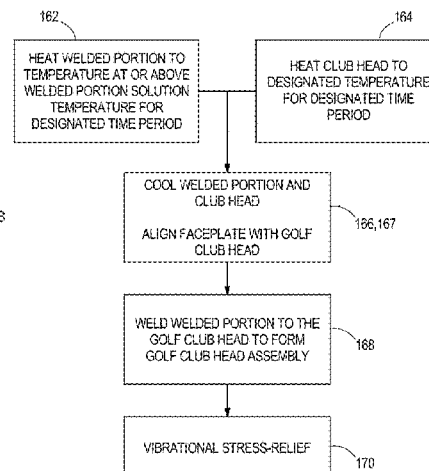 162
164
HEAT WELDED PORTION TO
TEMPERATURE AT OR ABOVE
WELDED PORTION SOLUTION
TEMPERATURE FOR
DESIGNATED TIME PERIOD
HEAT CLUB HEAD TO
DESIGNATED TEMPERATURE
FOR DESIGNATED TIME
PERIOD
COOL WELDED PORTION AND
CLUB HEAD
ALIGN FACEPLATE WITH GOLF
CLUB HEAD
166,167
WELD WELDED PORTION TO THE
GOLF CLUB HEAD TO FORM
GOLF CLUB HEAD ASSEMBLY
168
VIBRATIONAL STRESS-RELIEF
170